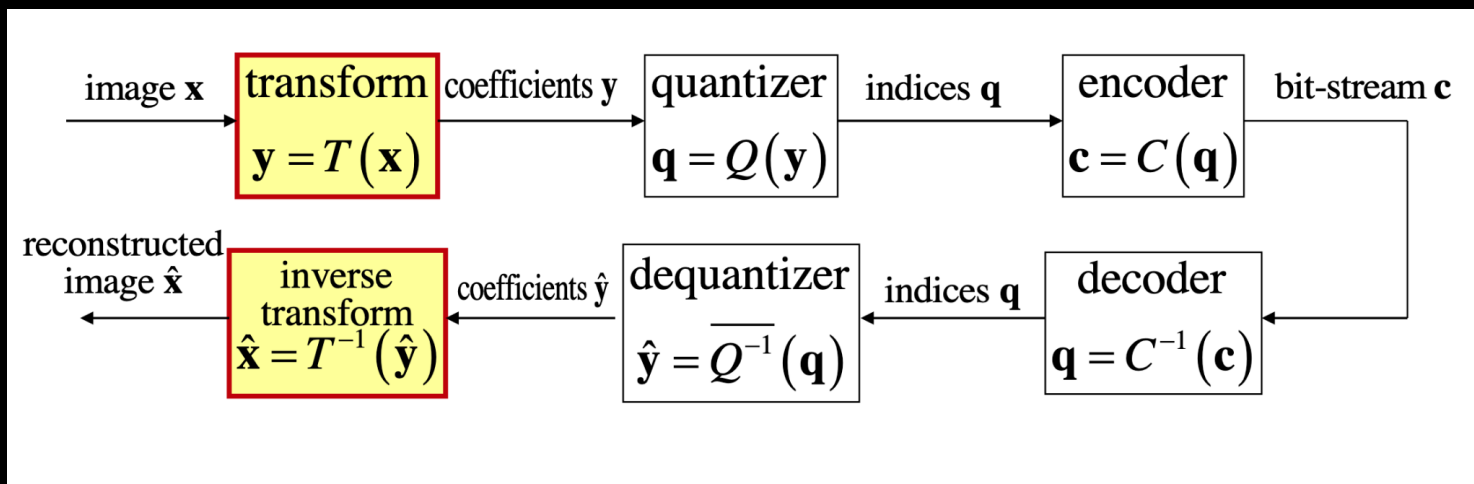 image x
transform
y = T(x)
coefficients y
quantizer
q = Q(y)
indices q
encoder
c = C(q)
bit-stream c
reconstructed
image x̂
inverse
transform
x̂ = T⁻¹(ŷ)
coefficients ŷ
dequantizer
ŷ = Q̅⁻̅¹̅(q)
indices q
decoder
q = C⁻¹(c)